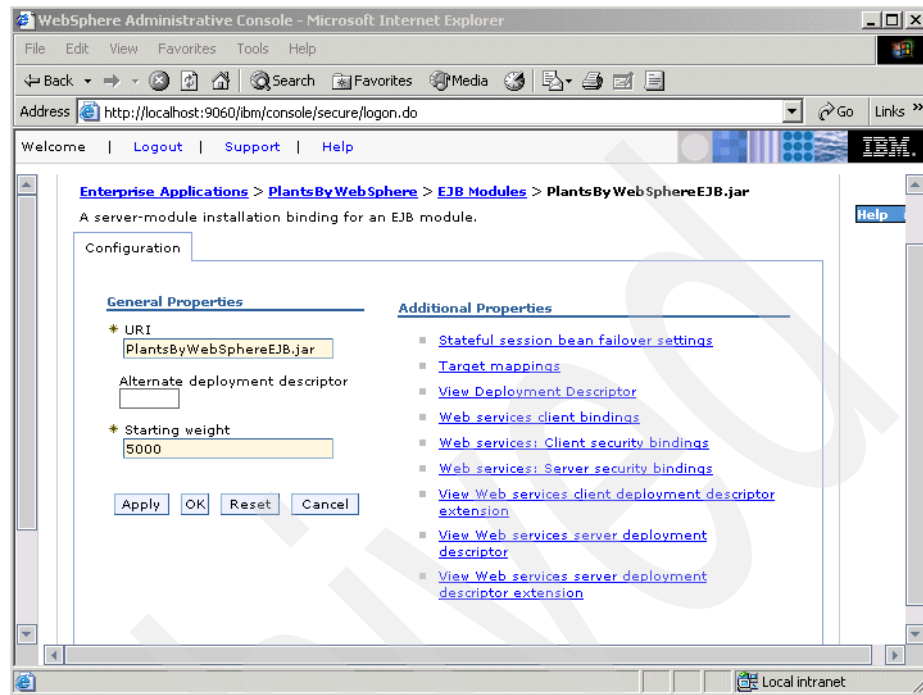 WebSphere Administrative Console - Microsoft Internet Explorer
File Edit View Favorites Tools Help
Back Search Favorites Media
Address http://localhost:9060/ibm/console/secure/logon.do Go Links »
Welcome | Logout | Support | Help IBM.
Enterprise Applications > PlantsByWebSphere > EJB Modules > PlantsByWebSphereEJB.jar
A server-module installation binding for an EJB module.
Help
Configuration
General Properties
* URI
PlantsByWebSphereEJB.jar
Alternate deployment descriptor
* Starting weight
5000
Apply OK Reset Cancel
Additional Properties
Stateful session bean failover settings
Target mappings
View Deployment Descriptor
Web services client bindings
Web services: Client security bindings
Web services: Server security bindings
View Web services client deployment descriptor
extension
View Web services server deployment
descriptor
View Web services server deployment
descriptor extension
Local intranet